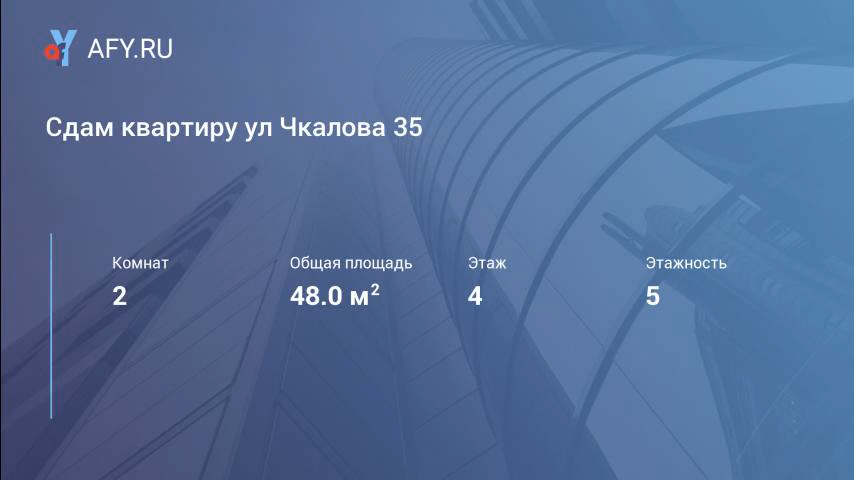 AFY.RU
Сдам квартиру ул Чкалова 35
Комнат Общая площадь Этаж Этажность
2 48.0 м² 4 5